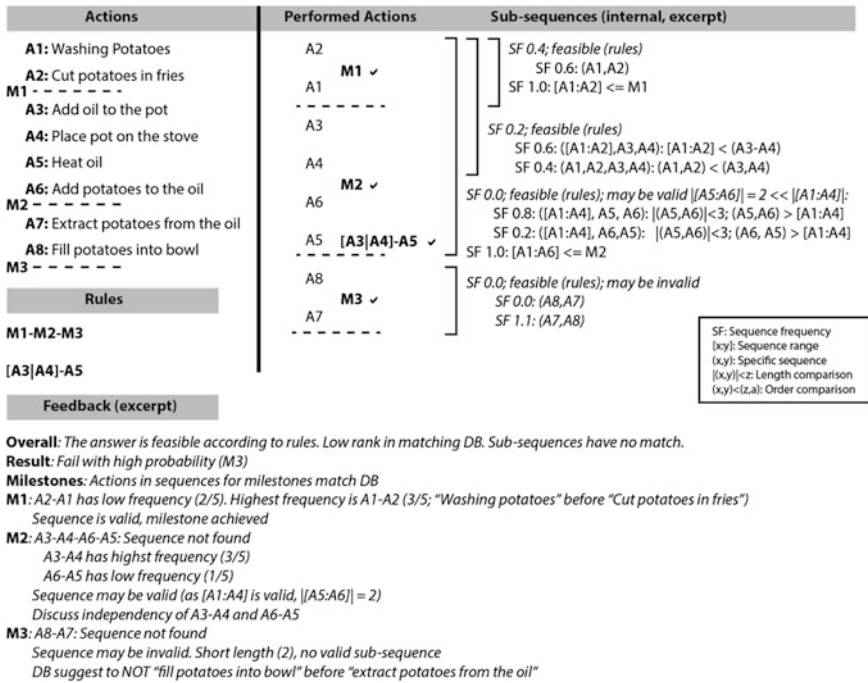 Actions
A1: Washing Potatoes
A2: Cut potatoes in fries
M1
A3: Add oil to the pot
A4: Place pot on the stove
A5: Heat oil
A6: Add potatoes to the oil
M2
A7: Extract potatoes from the oil
A8: Fill potatoes into bowl
M3
Rules
M1-M2-M3
[A3|A4]-A5
Performed Actions
A2
M1 ✓
A1
A3
A4
M2 ✓
A6
A5 [A3|A4]-A5 ✓
A8
M3 ✓
A7
Sub-sequences (internal, excerpt)
SF 0.4; feasible (rules)
SF 0.6: (A1,A2)
SF 1.0: [A1:A2] <= M1
SF 0.2; feasible (rules)
SF 0.6: ([A1:A2],A3,A4): [A1:A2] < (A3-A4)
SF 0.4: (A1,A2,A3,A4): (A1,A2) < (A3,A4)
SF 0.0; feasible (rules); may be valid |[A5:A6]| = 2 << |[A1:A4]|:
SF 0.8: ([A1:A4], A5, A6): |(A5,A6)|<3; (A5,A6) > [A1:A4]
SF 0.2: ([A1:A4], A6,A5): |(A5,A6)|<3; (A6, A5) > [A1:A4]
SF 1.0: [A1:A6] <= M2
SF 0.0; feasible (rules); may be invalid
SF 0.0: (A8,A7)
SF 1.1: (A7,A8)
SF: Sequence frequency
[x:y]: Sequence range
(x,y): Specific sequence
|(x,y)|<z: Length comparison
(x,y)<(z,a): Order comparison
Feedback (excerpt)
Overall: The answer is feasible according to rules. Low rank in matching DB. Sub-sequences have no match.
Result: Fail with high probability (M3)
Milestones: Actions in sequences for milestones match DB
M1: A2-A1 has low frequency (2/5). Highest frequency is A1-A2 (3/5; "Washing potatoes" before "Cut potatoes in fries")
Sequence is valid, milestone achieved
M2: A3-A4-A6-A5: Sequence not found
A3-A4 has highst frequency (3/5)
A6-A5 has low frequency (1/5)
Sequence may be valid (as [A1:A4] is valid, |[A5:A6]| = 2)
Discuss independency of A3-A4 and A6-A5
M3: A8-A7: Sequence not found
Sequence may be invalid. Short length (2), no valid sub-sequence
DB suggest to NOT "fill potatoes into bowl" before "extract potatoes from the oil"